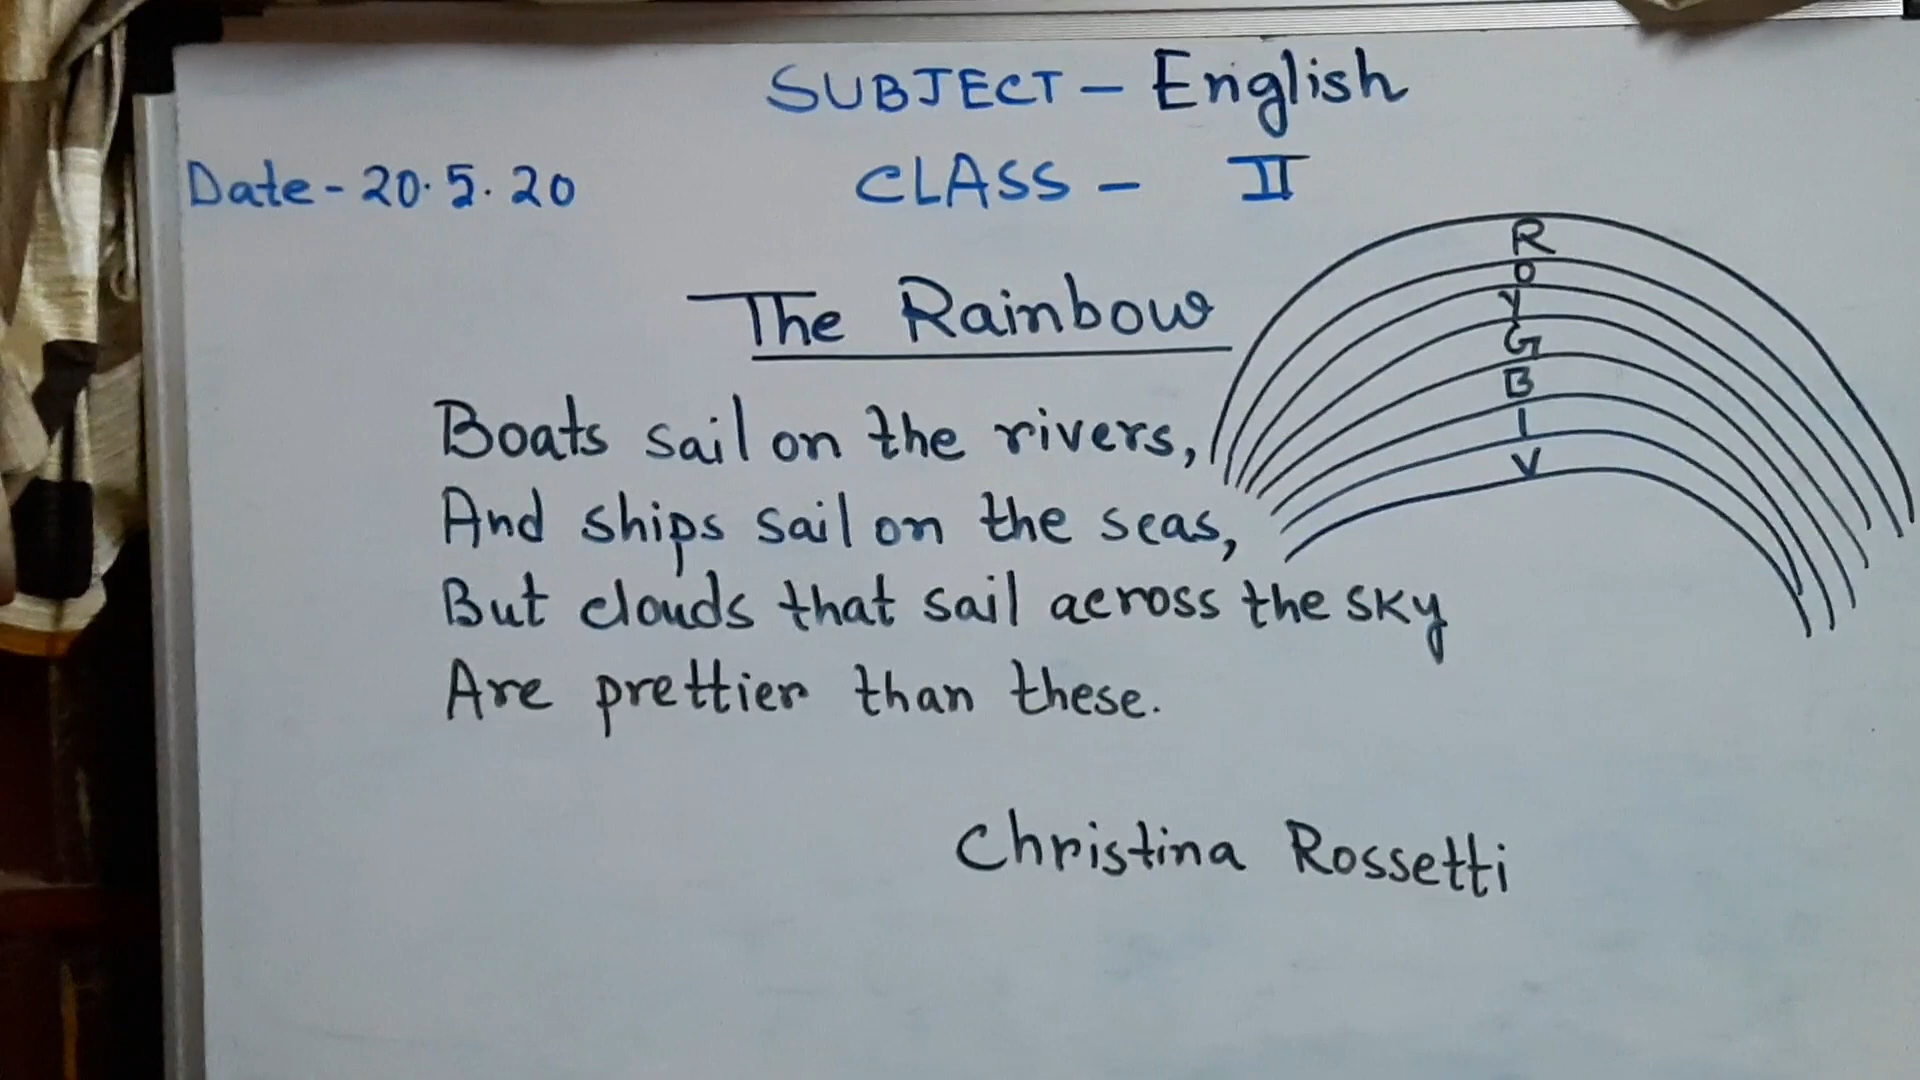 SUBJECT - English
Date - 20.5.20
CLASS - II
The Rainbow
R
O
Y
G
B
I
V
Boats sail on the rivers,
And ships sail on the seas,
But clouds that sail across the sky
Are prettier than these.
Christina Rossetti